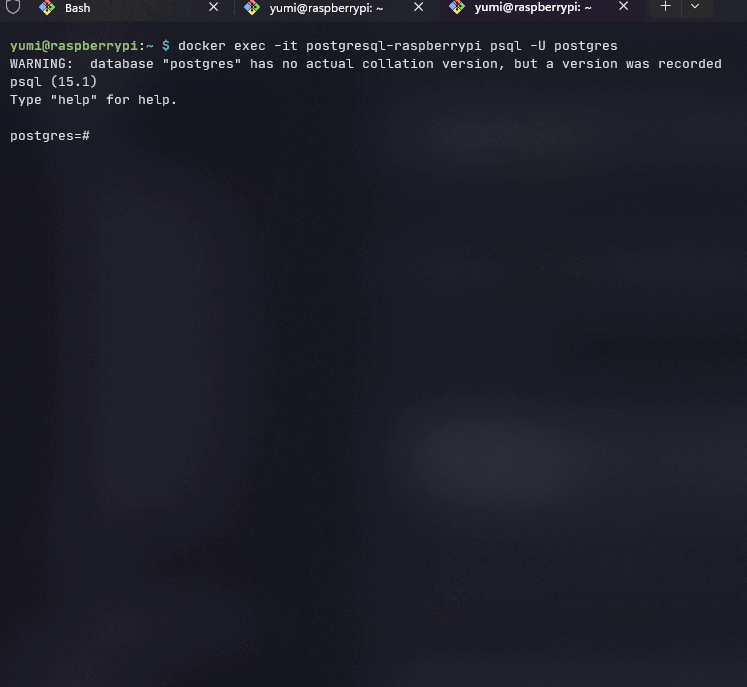 Bash
yumi@raspberrypi: ~
yumi@raspberrypi: ~
yumi@raspberrypi:~ $ docker exec -it postgresql-raspberrypi psql -U postgres
WARNING:  database "postgres" has no actual collation version, but a version was recorded
psql (15.1)
Type "help" for help.
postgres=#